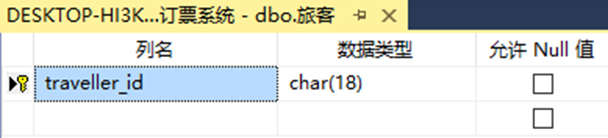 DESKTOP-HI3K...订票系统 - dbo.旅客
列名 数据类型 允许 Null 值
traveller_id char(18)